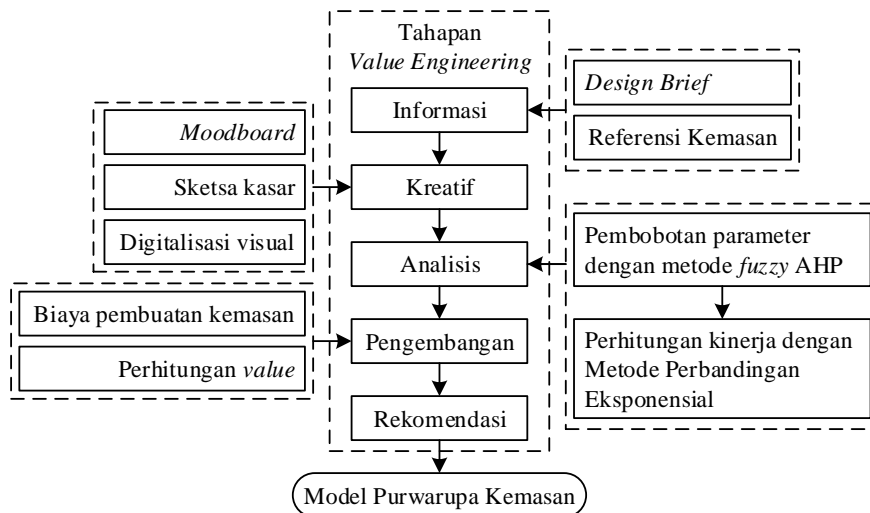 Tahapan
Value Engineering
Informasi
Kreatif
Analisis
Pengembangan
Rekomendasi
Model Purwarupa Kemasan
Design Brief
Referensi Kemasan
Moodboard
Sketsa kasar
Digitalisasi visual
Pembobotan parameter
dengan metode fuzzy AHP
Perhitungan kinerja dengan
Metode Perbandingan
Eksponensial
Biaya pembuatan kemasan
Perhitungan value